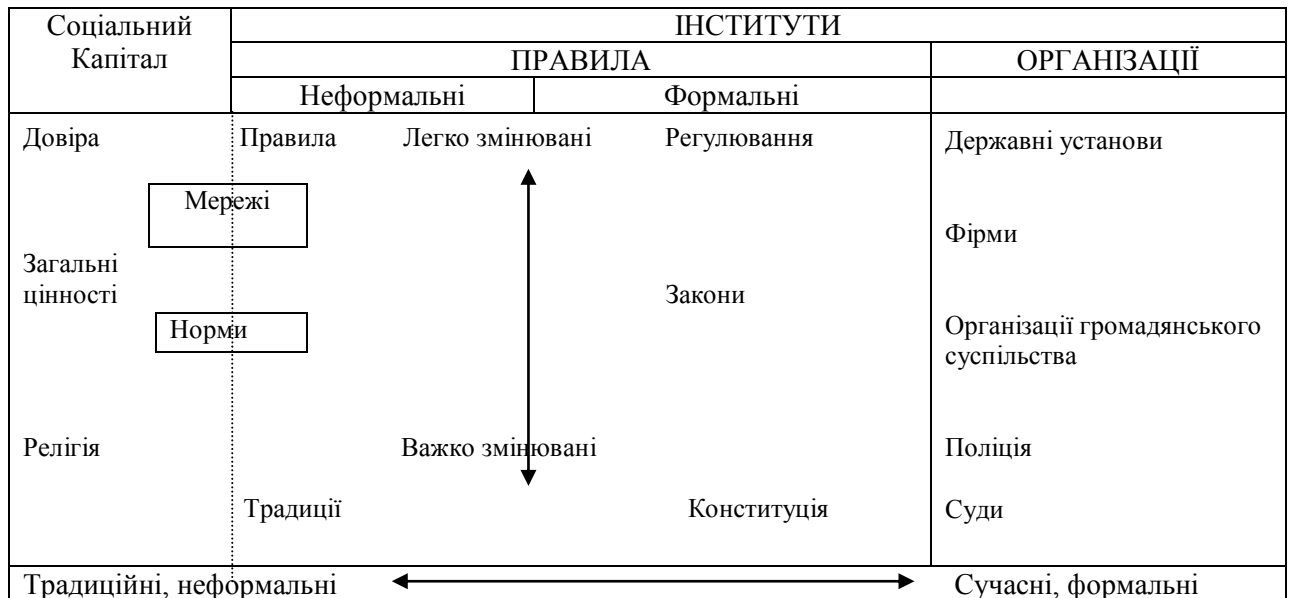 Соціальний
Капітал
ІНСТИТУТИ
ПРАВИЛА
ОРГАНІЗАЦІЇ
Неформальні
Формальні
Довіра
Правила
Легко змінювані
Регулювання
Державні установи
Мережі
Фірми
Загальні
цінності
Закони
Норми
Організації громадянського
суспільства
Релігія
Важко змінювані
Поліція
Традиції
Конституція
Суди
Традиційні, неформальні
Сучасні, формальні